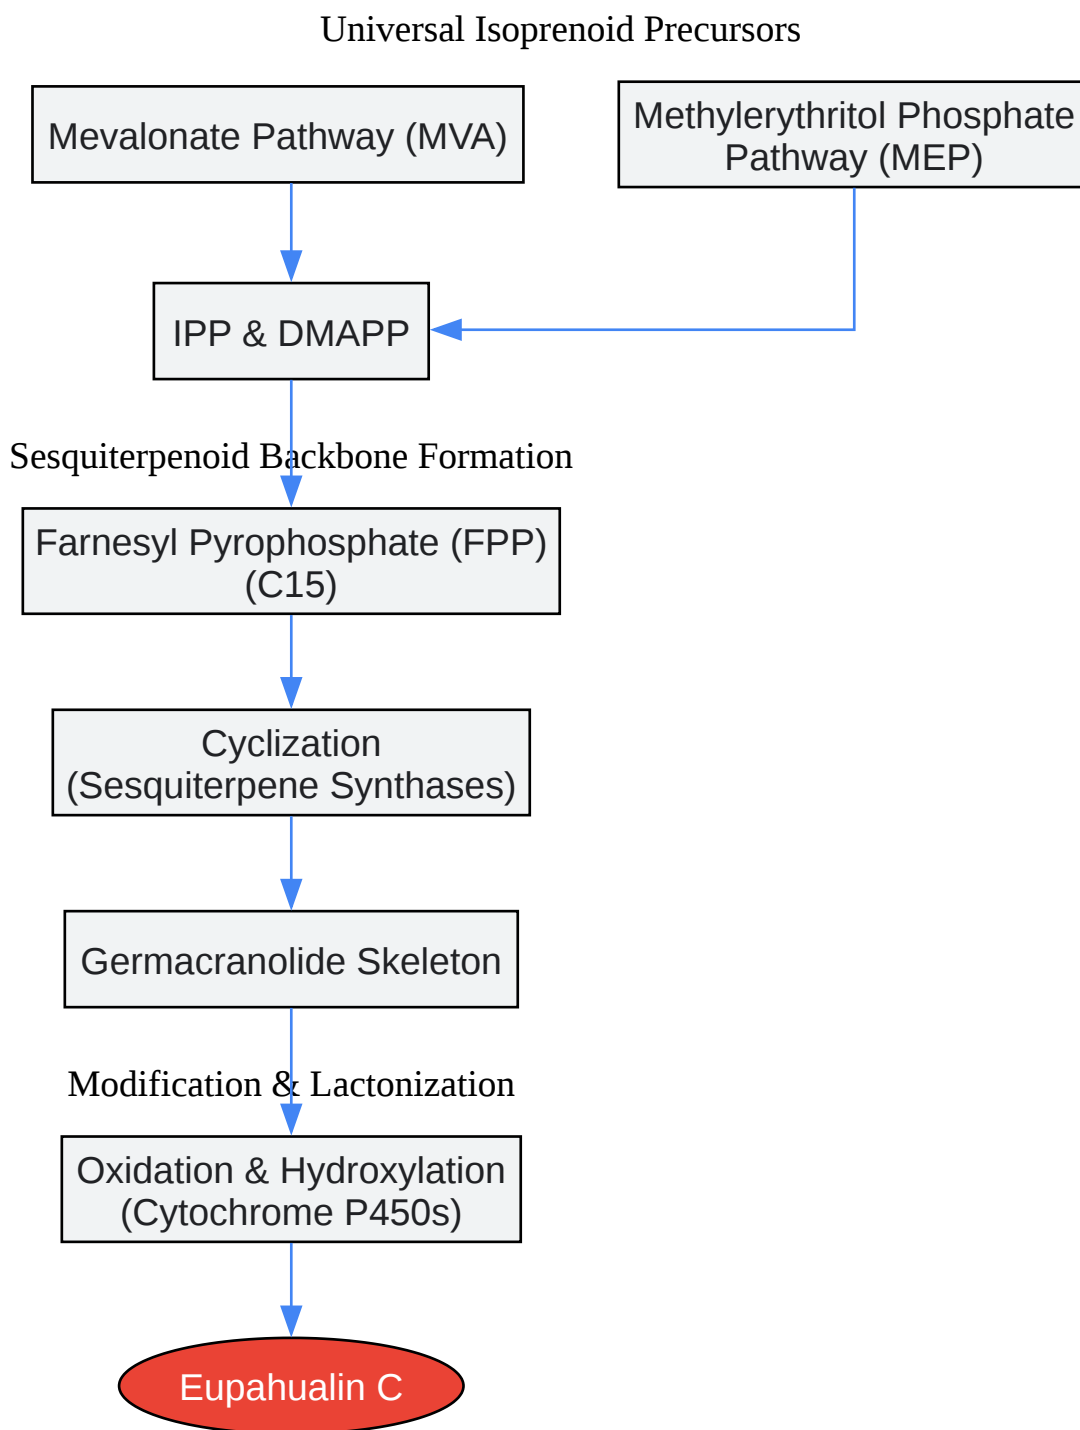 Universal Isoprenoid Precursors
Mevalonate Pathway (MVA)
Methylerythritol Phosphate
Pathway (MEP)
IPP & DMAPP
Sesquiterpenoid Backbone Formation
Farnesyl Pyrophosphate (FPP)
(C15)
Cyclization
(Sesquiterpene Synthases)
Germacranolide Skeleton
Modification & Lactonization
Oxidation & Hydroxylation
(Cytochrome P450s)
Eupahualin C